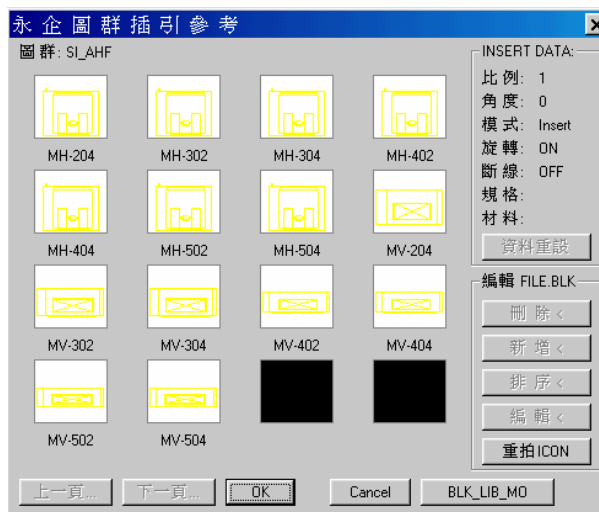 永企圖群插引參考
圖群: SI_AHF
MH-204 MH-302 MH-304 MH-402
MH-404 MH-502 MH-504 MV-204
MV-302 MV-304 MV-402 MV-404
MV-502 MV-504
INSERT DATA:
比例: 1
角度: 0
模式: Insert
旋轉: ON
斷線: OFF
規格:
材料:
資料重設
編輯 FILE.BLK
刪 除 <
新 增 <
排 序 <
編 輯 <
重拍ICON
上一頁... 下一頁... OK Cancel BLK_LIB_MO